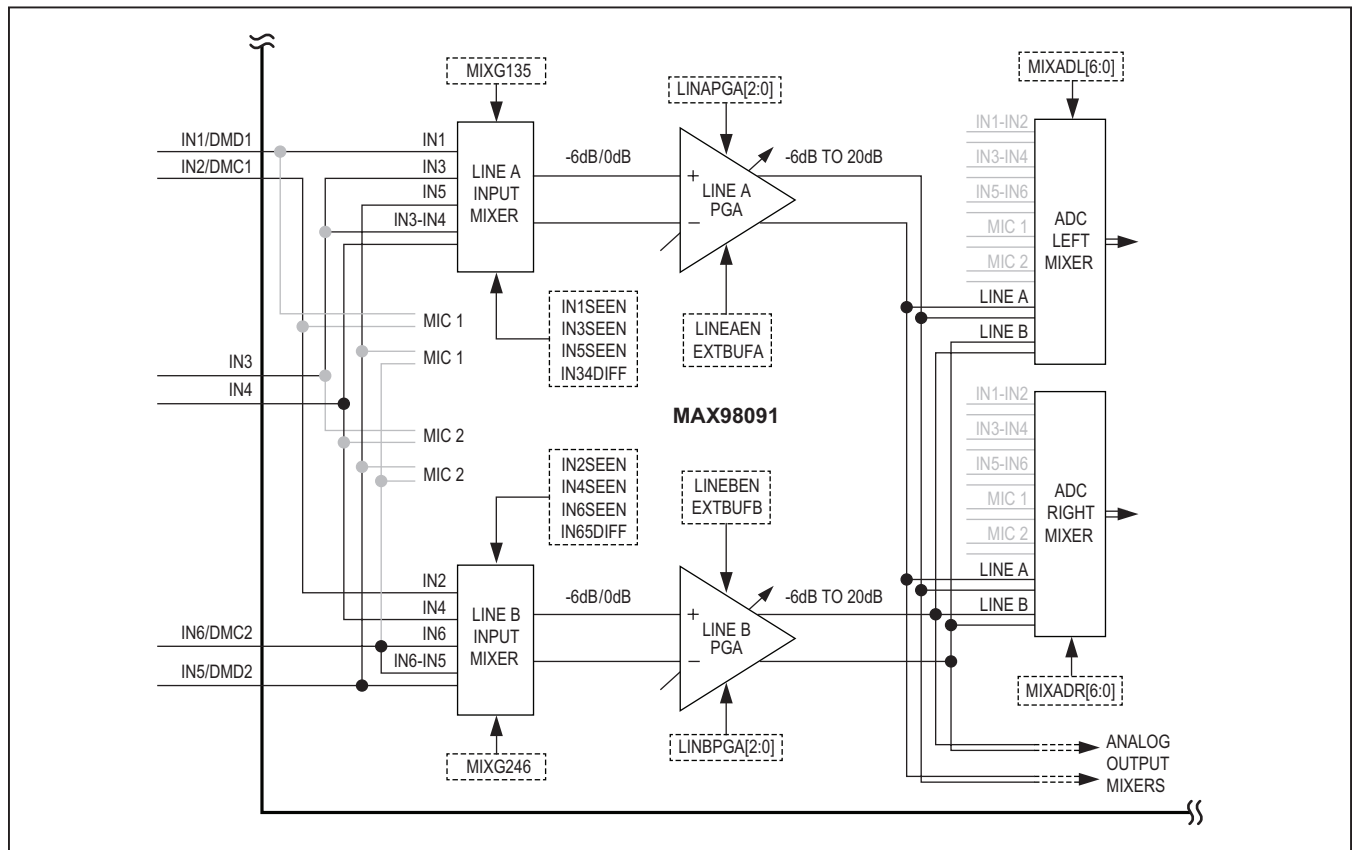 MIXG135
LINAPGA[2:0]
MIXADL[6:0]
IN1/DMD1
IN2/DMC1
IN3
IN4
IN6/DMC2
IN5/DMD2
IN1
IN3
IN5
IN3-IN4
LINE A
INPUT
MIXER
-6dB/0dB
+
−
LINE A
PGA
-6dB TO 20dB
IN1SEEN
IN3SEEN
IN5SEEN
IN34DIFF
LINEAEN
EXTBUFA
MIC 1
MIC 1
MIC 2
MIC 2
MAX98091
IN1-IN2
IN3-IN4
IN5-IN6
MIC 1
MIC 2
LINE A
LINE B
ADC
LEFT
MIXER
IN2SEEN
IN4SEEN
IN6SEEN
IN65DIFF
LINEBEN
EXTBUFB
IN2
IN4
IN6
IN6-IN5
LINE B
INPUT
MIXER
-6dB/0dB
+
−
LINE B
PGA
-6dB TO 20dB
IN1-IN2
IN3-IN4
IN5-IN6
MIC 1
MIC 2
LINE A
LINE B
ADC
RIGHT
MIXER
MIXG246
LINBPGA[2:0]
MIXADR[6:0]
ANALOG
OUTPUT
MIXERS